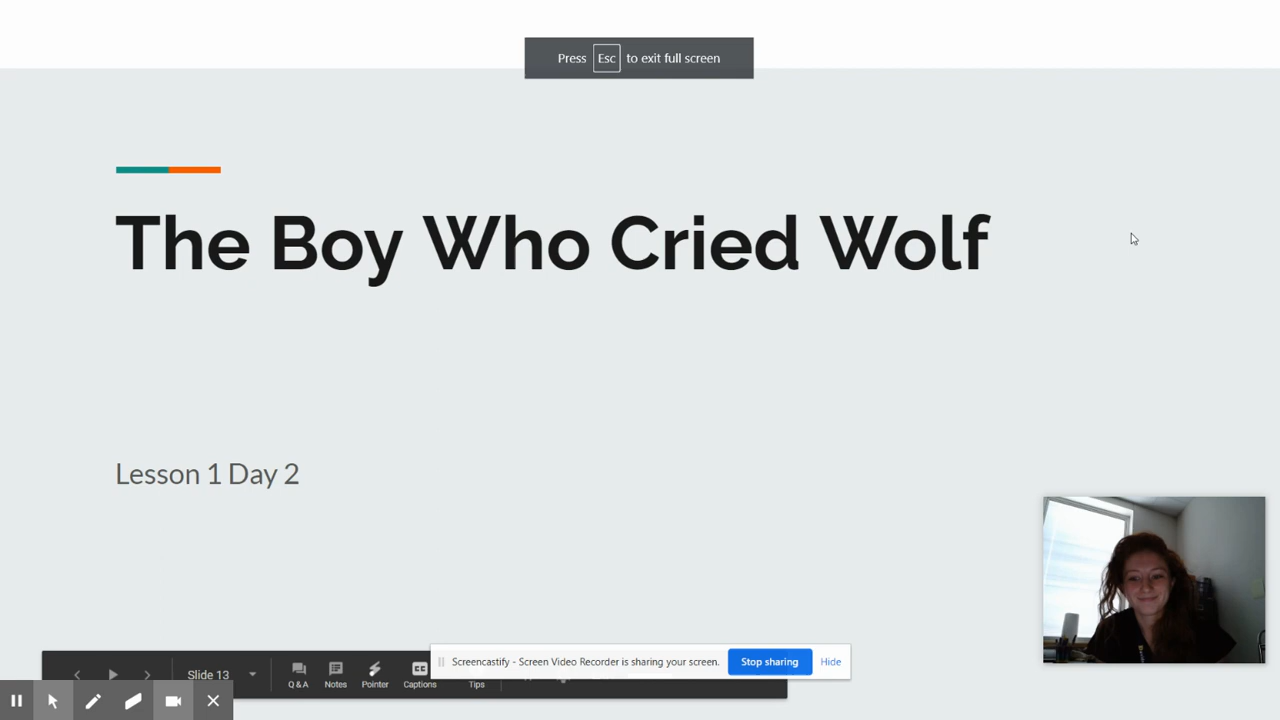 Press Esc to exit full screen
The Boy Who Cried Wolf
Lesson 1 Day 2
Screencastify - Screen Video Recorder is sharing your screen. Stop sharing Hide
Slide 13
Q & A Notes Pointer Captions Tips